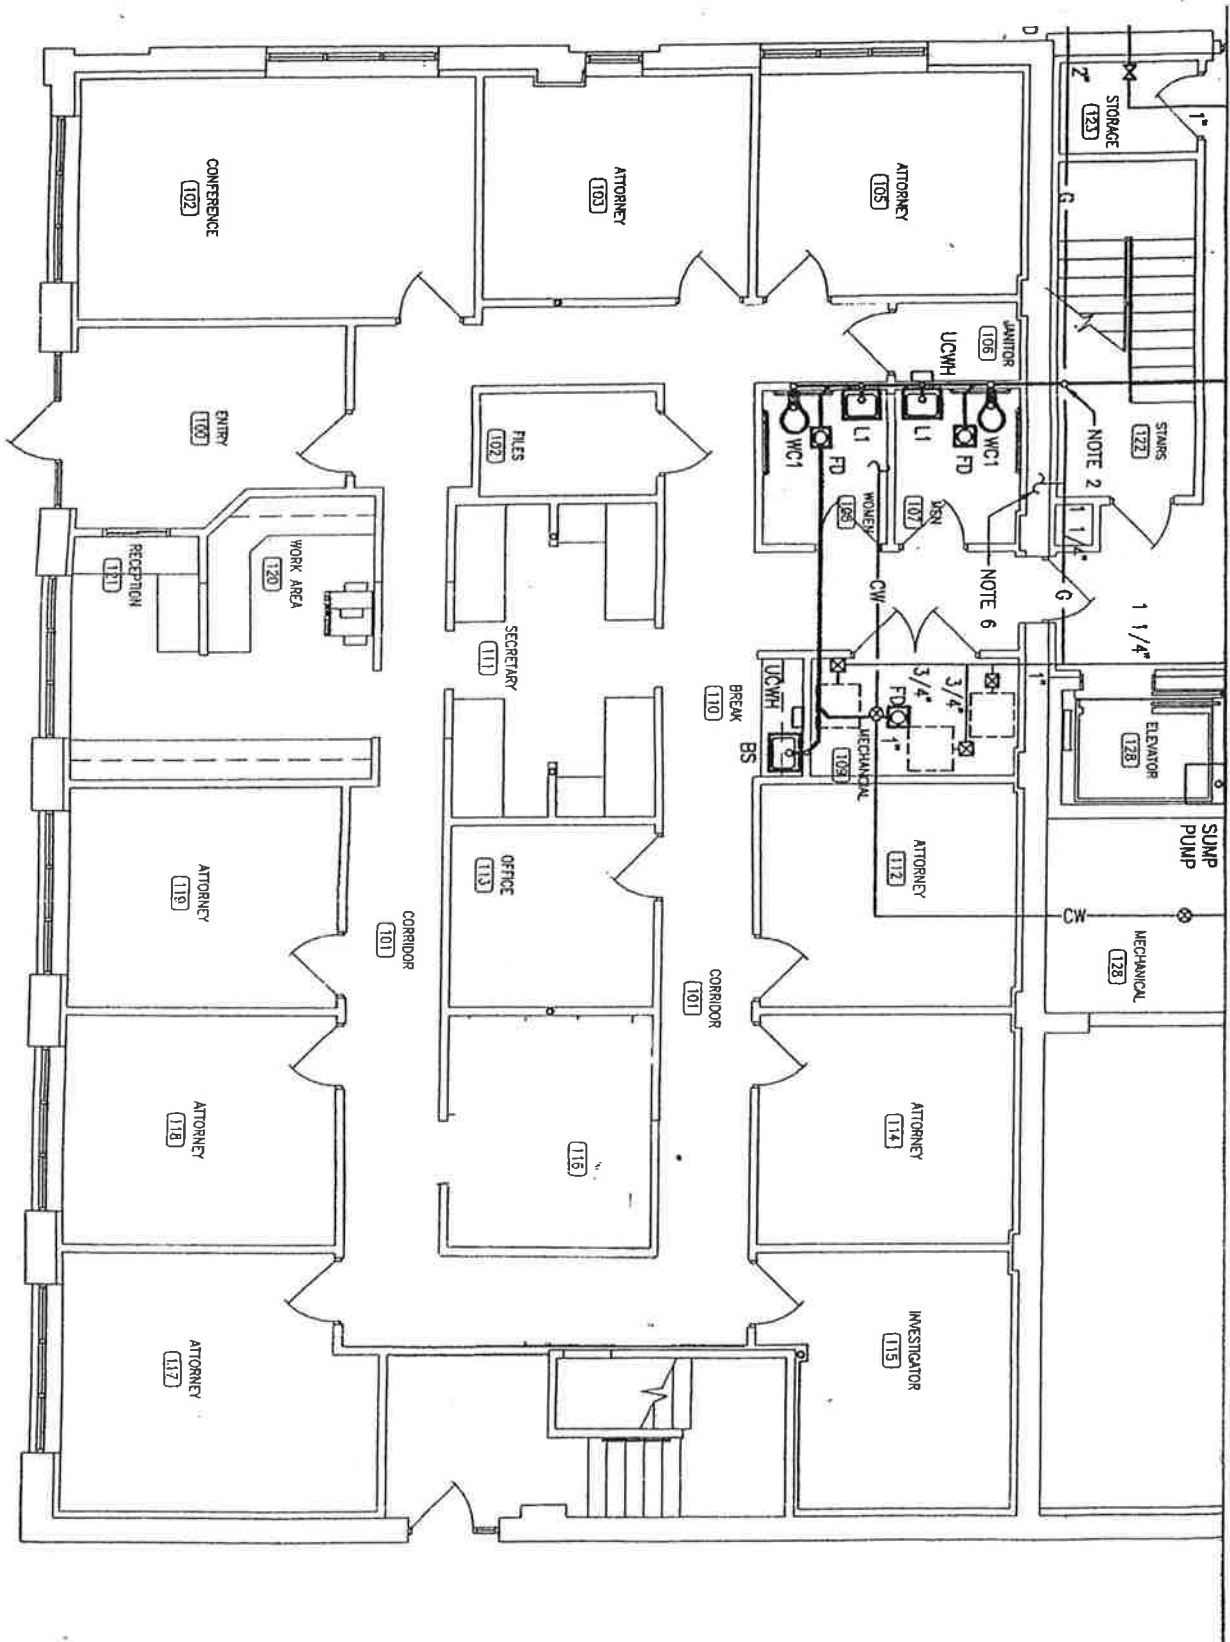 D
2"
STORAGE
123
1"
G
CONFERENCE
102
ATTORNEY
103
ATTORNEY
105
JANITOR
106
UCWH
STAIRS
122
NOTE 2
ENTRY
100
FILES
102
WC1
FD
L1
L1
FD
WC1
WOMEN
108
MEN
107
1 1/4"
NOTE 6
CW
G
1 1/4"
RECEPTION
121
WORK AREA
120
SECRETARY
111
BREAK
110
UCWH
BS
MECHANICAL
109
FD
1"
3/4"
3/4"
1"
ELEVATOR
128
SUMP
PUMP
ATTORNEY
119
OFFICE
113
ATTORNEY
112
CORRIDOR
101
CORRIDOR
101
CW
MECHANICAL
128
ATTORNEY
118
116
ATTORNEY
114
ATTORNEY
117
INVESTIGATOR
115